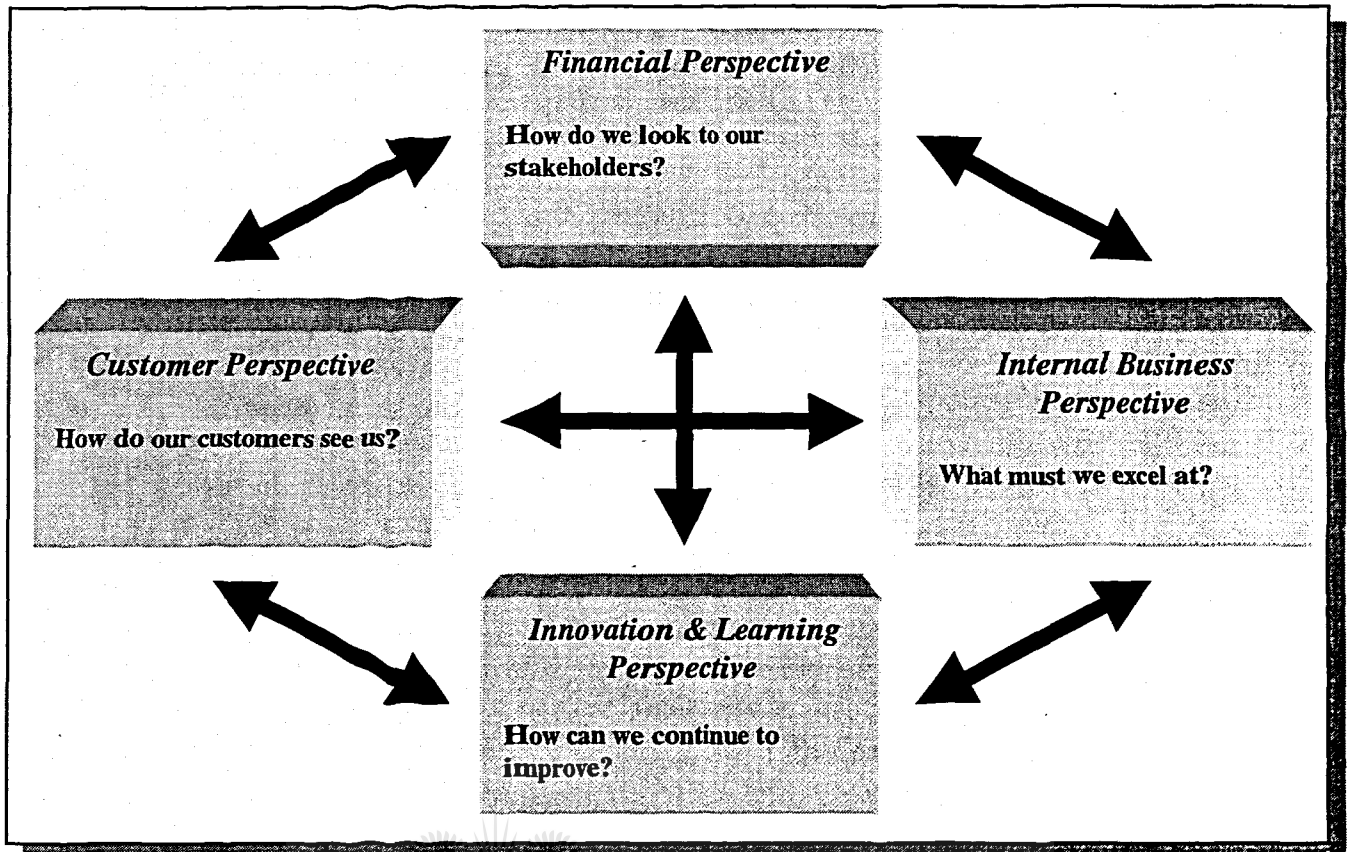 Financial Perspective
How do we look to our
stakeholders?
Customer Perspective
How do our customers see us?
Internal Business
Perspective
What must we excel at?
Innovation & Learning
Perspective
How can we continue to
improve?